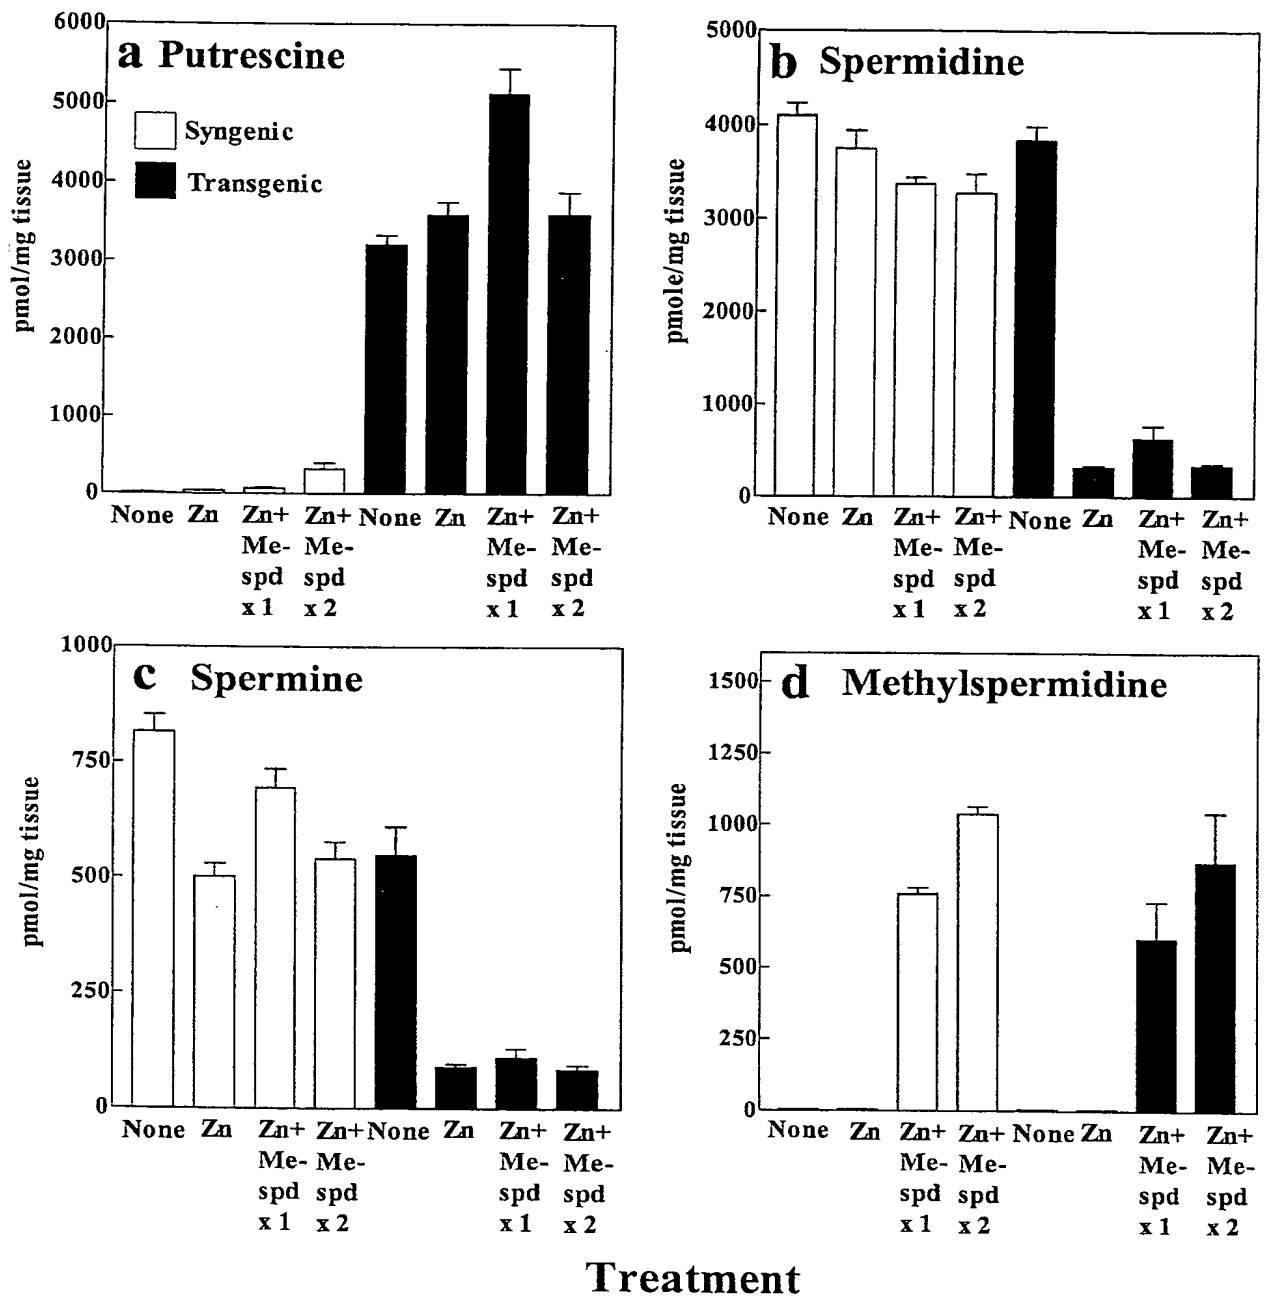 a Putrescine
6000
5000
4000
3000
2000
1000
0
pmol/mg tissue
Syngenic
Transgenic
None Zn Zn+ Zn+ None Zn Zn+ Zn+
Me- Me- Me- Me-
spd spd spd spd
x 1 x 2 x 1 x 2
b Spermidine
5000
4000
3000
2000
1000
0
pmole/mg tissue
None Zn Zn+ Zn+ None Zn Zn+ Zn+
Me- Me- Me- Me-
spd spd spd spd
x 1 x 2 x 1 x 2
c Spermine
1000
750
500
250
0
pmol/mg tissue
None Zn Zn+ Zn+ None Zn Zn+ Zn+
Me- Me- Me- Me-
spd spd spd spd
x 1 x 2 x 1 x 2
d Methylspermidine
1500
1250
1000
750
500
250
0
pmol/mg tissue
None Zn Zn+ Zn+ None Zn Zn+ Zn+
Me- Me- Me- Me-
spd spd spd spd
x 1 x 2 x 1 x 2
Treatment